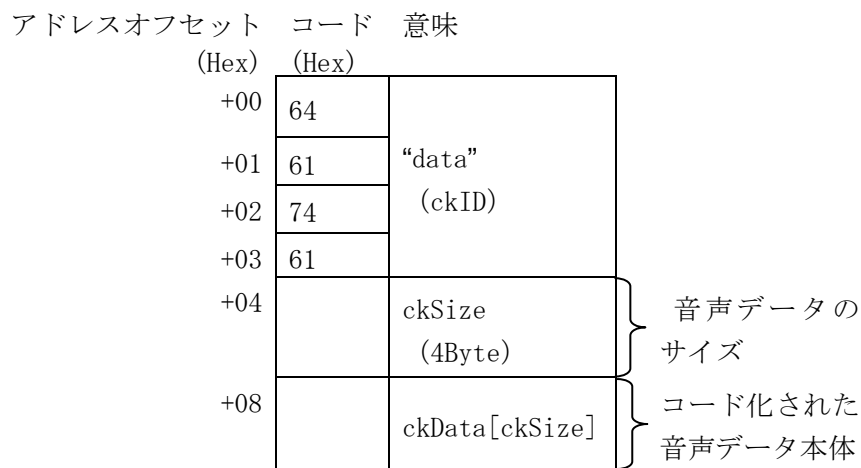 アドレスオフセット コード 意味
(Hex) (Hex)
+00 64
+01 61 “data”
+02 74 (ckID)
+03 61
+04 ckSize 音声データの
(4Byte) サイズ
+08 ckData[ckSize] コード化された
音声データ本体